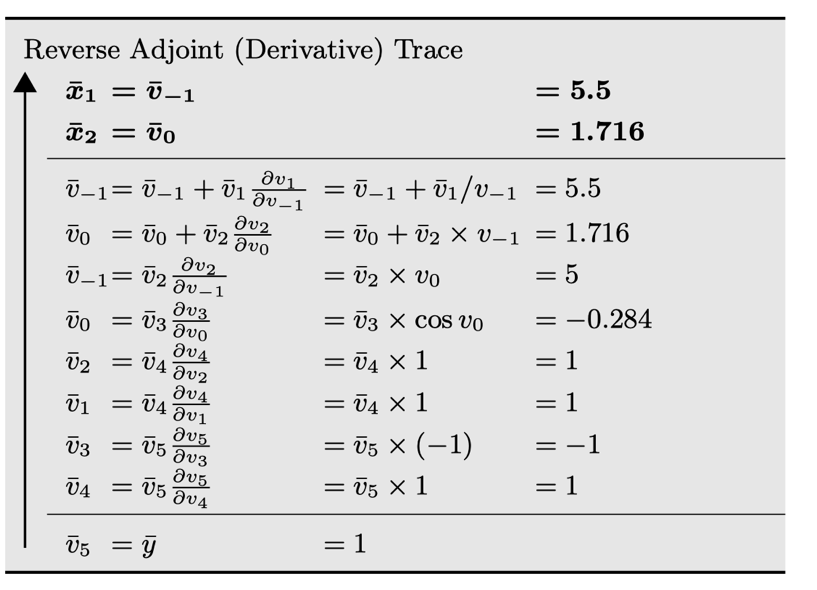 Reverse Adjoint (Derivative) Trace
x̄₁ = v̄₋₁ = 5.5
x̄₂ = v̄₀ = 1.716
v̄₋₁ = v̄₋₁ + v̄₁ ∂v₁/∂v₋₁ = v̄₋₁ + v̄₁/v₋₁ = 5.5
v̄₀ = v̄₀ + v̄₂ ∂v₂/∂v₀ = v̄₀ + v̄₂ × v₋₁ = 1.716
v̄₋₁ = v̄₂ ∂v₂/∂v₋₁ = v̄₂ × v₀ = 5
v̄₀ = v̄₃ ∂v₃/∂v₀ = v̄₃ × cos v₀ = −0.284
v̄₂ = v̄₄ ∂v₄/∂v₂ = v̄₄ × 1 = 1
v̄₁ = v̄₄ ∂v₄/∂v₁ = v̄₄ × 1 = 1
v̄₃ = v̄₅ ∂v₅/∂v₃ = v̄₅ × (−1) = −1
v̄₄ = v̄₅ ∂v₅/∂v₄ = v̄₅ × 1 = 1
v̄₅ = ȳ = 1